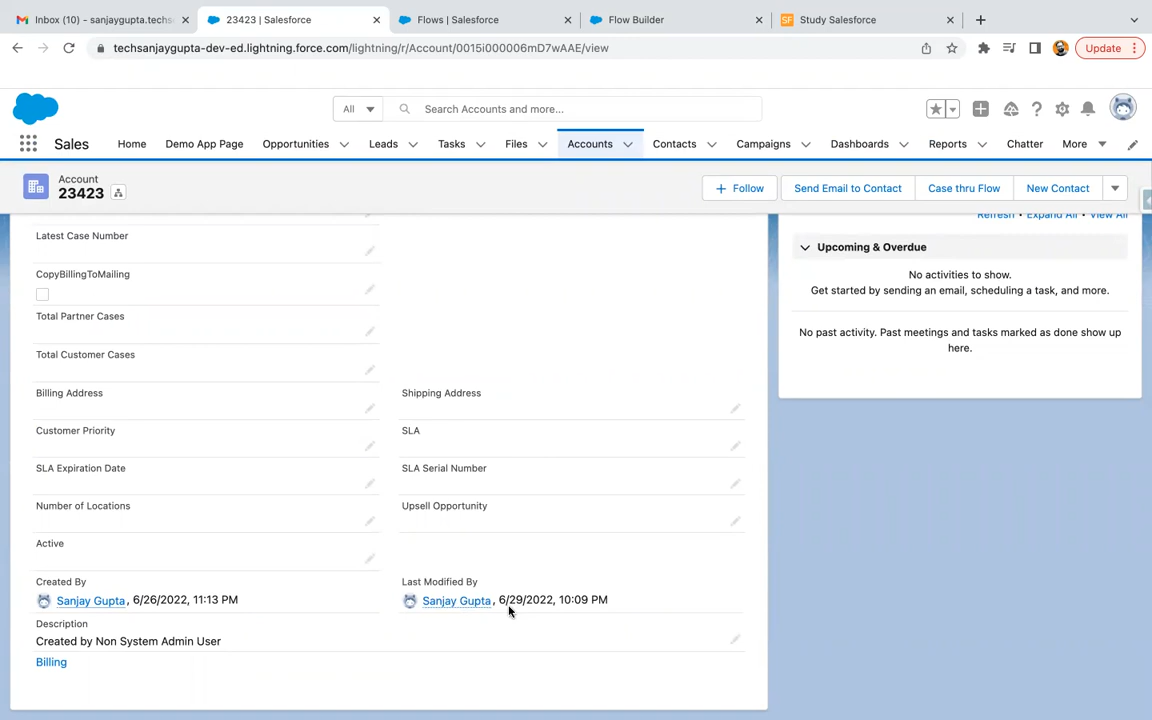 Inbox (10) - sanjaygupta.techs
23423 | Salesforce
Flows | Salesforce
Flow Builder
SF
Study Salesforce
techsanjaygupta-dev-ed.lightning.force.com/lightning/r/Account/0015i000006mD7wAAE/view
Update
All
Search Accounts and more...
Sales
Home
Demo App Page
Opportunities
Leads
Tasks
Files
Accounts
Contacts
Campaigns
Dashboards
Reports
Chatter
More
Account
23423
Follow
Send Email to Contact
Case thru Flow
New Contact
Refresh • Expand All • View All
Latest Case Number
Upcoming & Overdue
CopyBillingToMailing
No activities to show.
Get started by sending an email, scheduling a task, and more.
Total Partner Cases
No past activity. Past meetings and tasks marked as done show up
here.
Total Customer Cases
Billing Address
Shipping Address
Customer Priority
SLA
SLA Expiration Date
SLA Serial Number
Number of Locations
Upsell Opportunity
Active
Created By
Last Modified By
Sanjay Gupta, 6/26/2022, 11:13 PM
Sanjay Gupta, 6/29/2022, 10:09 PM
Description
Created by Non System Admin User
Billing